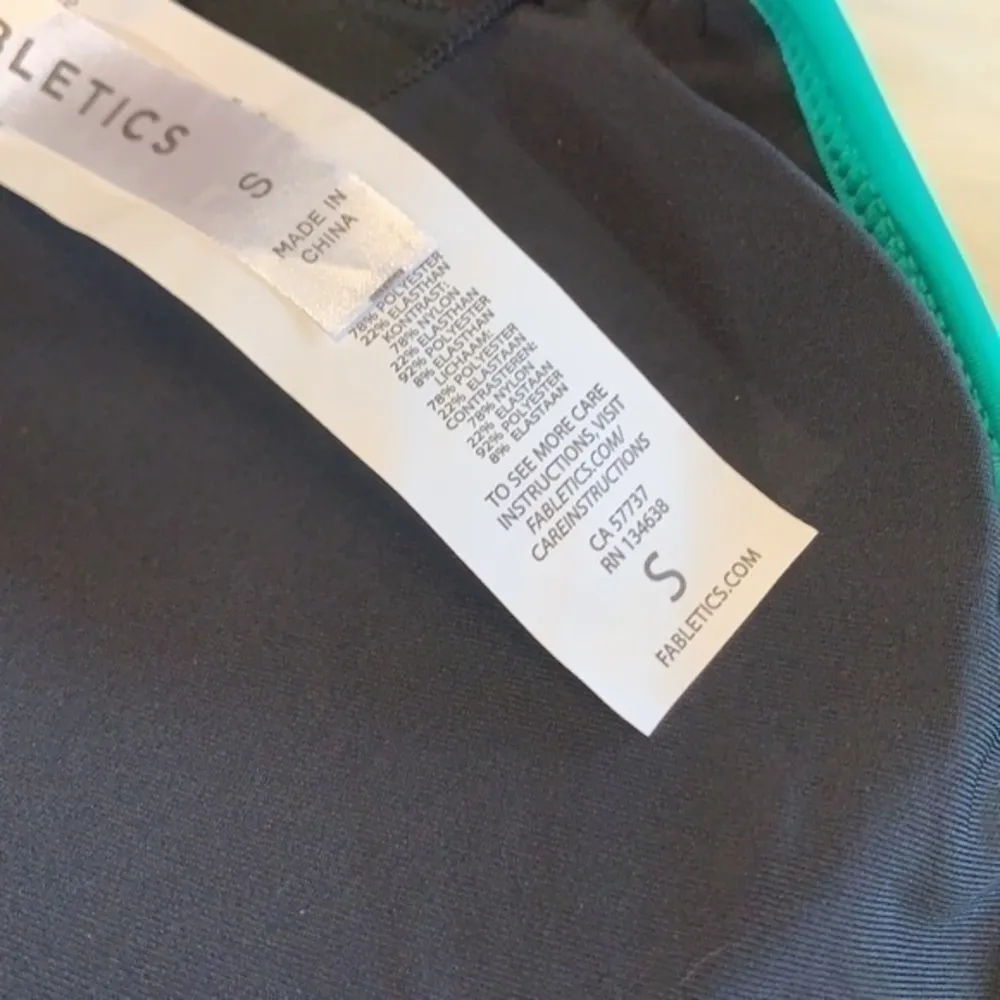 BLETICS
S
MADE IN
CHINA
78% POLYESTER
22% ELASTHAN
KONTRAST:
78% NYLON
22% ELASTHAN
92% POLYESTER
8% ELASTHAN
LICHAAM:
78% POLYESTER
22% ELASTAAN
CONTRASTEREN:
78% NYLON
22% ELASTAAN
92% POLYESTER
8% ELASTAAN
TO SEE MORE CARE
INSTRUCTIONS, VISIT
FABLETICS.COM/
CAREINSTRUCTIONS
CA 57737
RN 134638
S
FABLETICS.COM